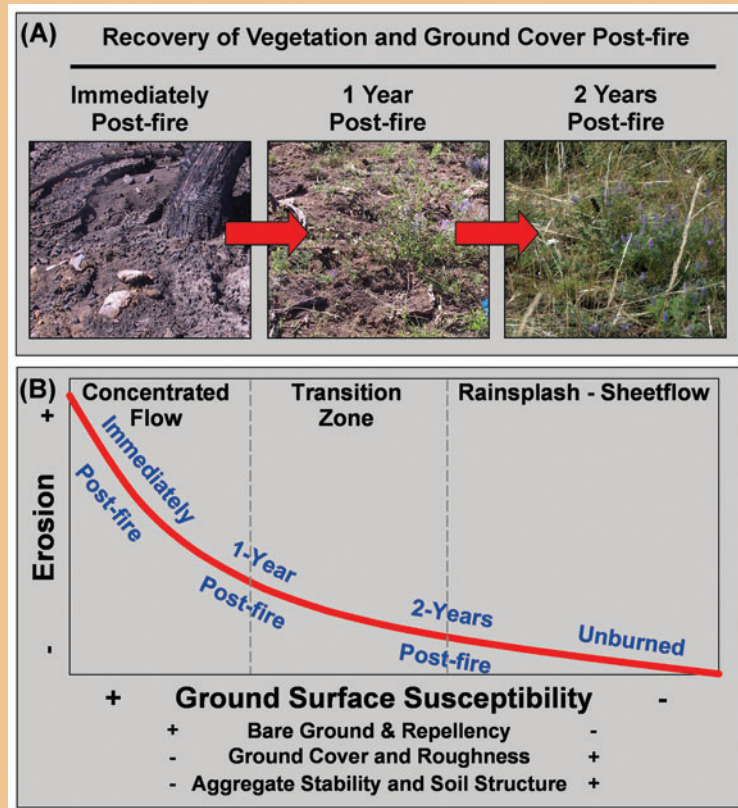 (A) Recovery of Vegetation and Ground Cover Post-fire
Immediately
Post-fire
1 Year
Post-fire
2 Years
Post-fire
(B)
Concentrated
Flow
Transition
Zone
Rainsplash - Sheetflow
+
Erosion
-
Immediately
Post-fire
1-Year
Post-fire
2-Years
Post-fire
Unburned
+ Ground Surface Susceptibility -
+ Bare Ground & Repellency -
- Ground Cover and Roughness +
- Aggregate Stability and Soil Structure +